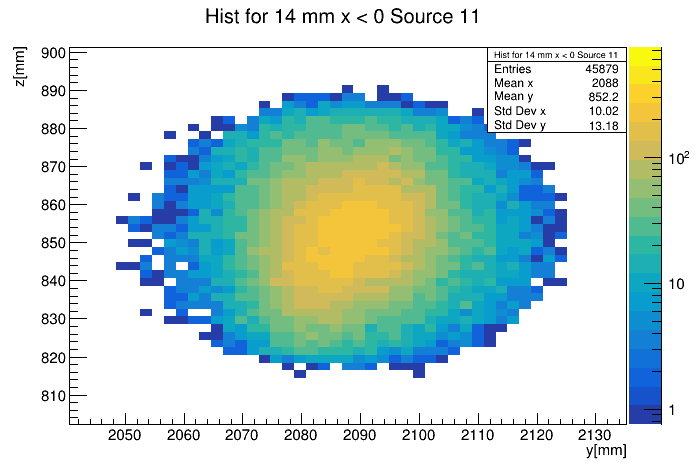 Hist for 14 mm x < 0 Source 11
z[mm]
900
890
880
870
860
850
840
830
820
810
2050
2060
2070
2080
2090
2100
2110
2120
2130
y[mm]
Hist for 14 mm x < 0 Source 11
Entries 45879
Mean x 2088
Mean y 852.2
Std Dev x 10.02
Std Dev y 13.18
10²
10
1